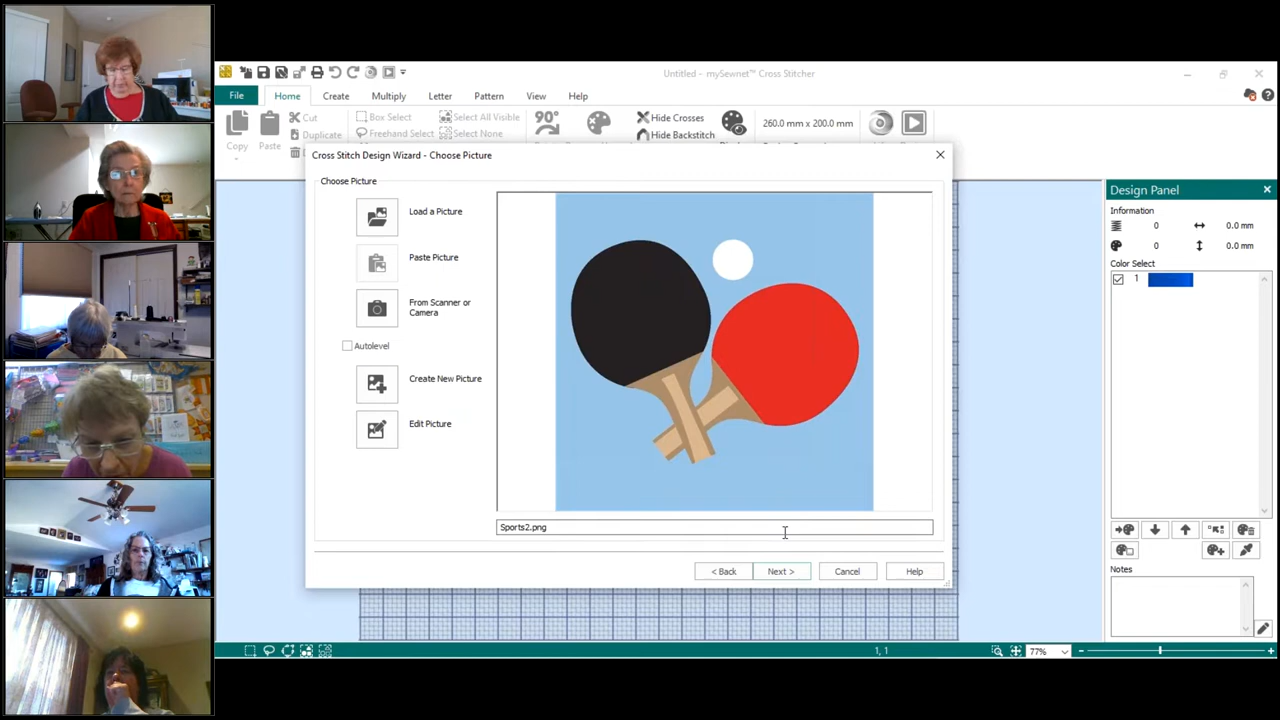 Untitled - mySewnet™ Cross Stitcher
File
Home
Create
Multiply
Letter
Pattern
View
Help
Copy
Paste
Cut
Duplicate
Box Select
Freehand Select
Select All Visible
Select None
90°
Hide Crosses
Hide Backstitch
260.0 mm x 200.0 mm
Cross Stitch Design Wizard - Choose Picture
Choose Picture
Load a Picture
Paste Picture
From Scanner or
Camera
Autolevel
Create New Picture
Edit Picture
Sports2.png
< Back
Next >
Cancel
Help
Design Panel
Information
0
0.0 mm
0
0.0 mm
Color Select
1
Notes
1, 1
77%